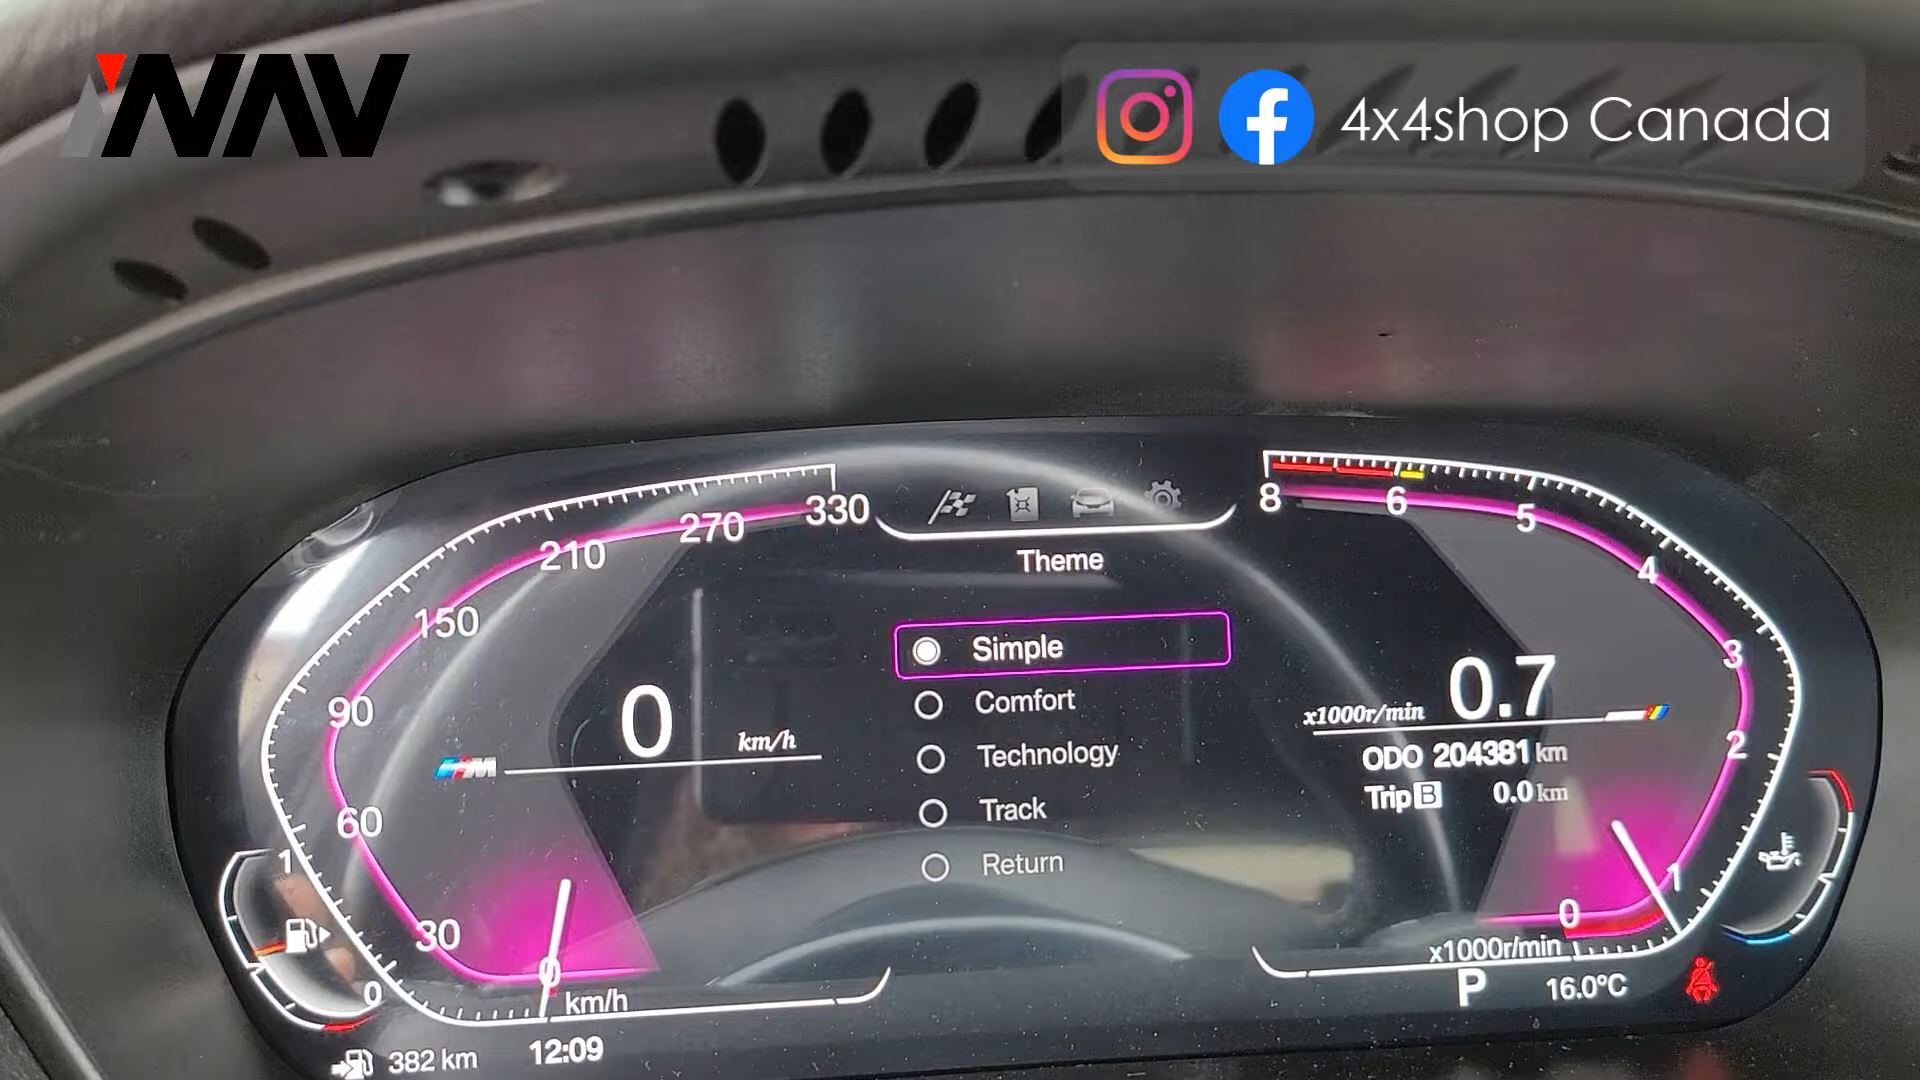 NAV
4x4shop Canada
330
270
210
150
90
60
30
0
km/h
0
km/h
M
Theme
Simple
Comfort
Technology
Track
Return
8
6
5
4
3
2
1
0
x1000r/min
0.7
x1000r/min
ODO 204381 km
Trip B 0.0 km
1
0
P
16.0°C
382 km
12:09